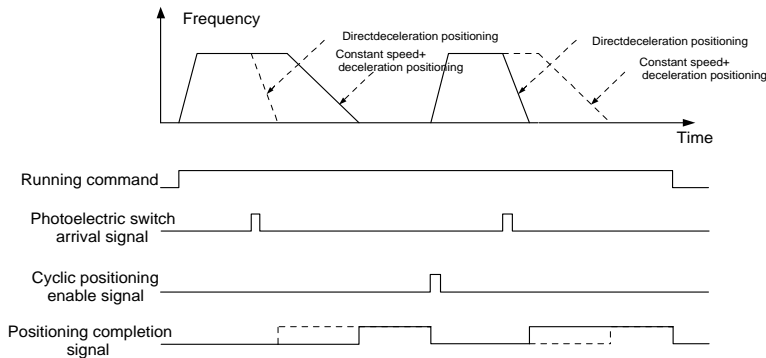 Frequency
Directdeceleration positioning
Constant speed+
deceleration positioning
Directdeceleration positioning
Constant speed+
deceleration positioning
Time
Running command
Photoelectric switch
arrival signal
Cyclic positioning
enable signal
Positioning completion
signal